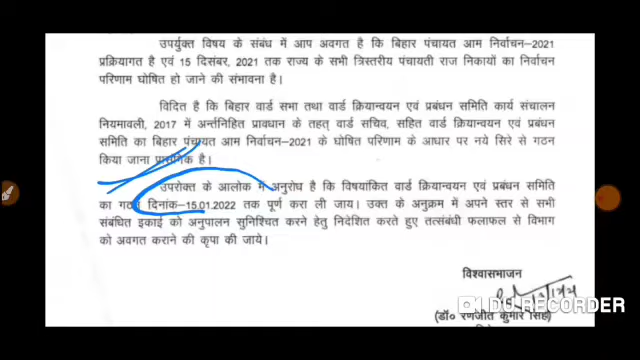 उपर्युक्त विषय के संबंध में आप अवगत है कि बिहार पंचायत आम निर्वाचन-2021
प्रक्रियागत है एवं 15 दिसंबर, 2021 तक राज्य के सभी त्रिस्तरीय पंचायती राज निकायों का निर्वाचन
परिणाम घोषित हो जाने की संभावना है।
विदित है कि बिहार वार्ड सभा तथा वार्ड क्रियान्वयन एवं प्रबंधन समिति कार्य संचालन
नियमावली, 2017 में अर्न्तनिहित प्रावधान के तहत् वार्ड सचिव, सहित वार्ड क्रियान्वयन एवं प्रबंधन
समिति का बिहार पंचायत आम निर्वाचन-2021 के घोषित परिणाम के आधार पर नये सिरे से गठन
किया जाना प्रासंगिक है।
उपरोक्त के आलोक में अनुरोध है कि विषयांकित वार्ड क्रियान्वयन एवं प्रबंधन समिति
का गठन दिनांक-15.01.2022 तक पूर्ण करा ली जाय। उक्त के अनुक्रम में अपने स्तर से सभी
संबंधित इकाई को अनुपालन सुनिश्चित करने हेतु निदेशित करते हुए तत्संबंधी फलाफल से विभाग
को अवगत कराने की कृपा की जाये।
विश्वासभाजन
DU RECORDER
(डॉ० रणजीत कुमार सिंह)